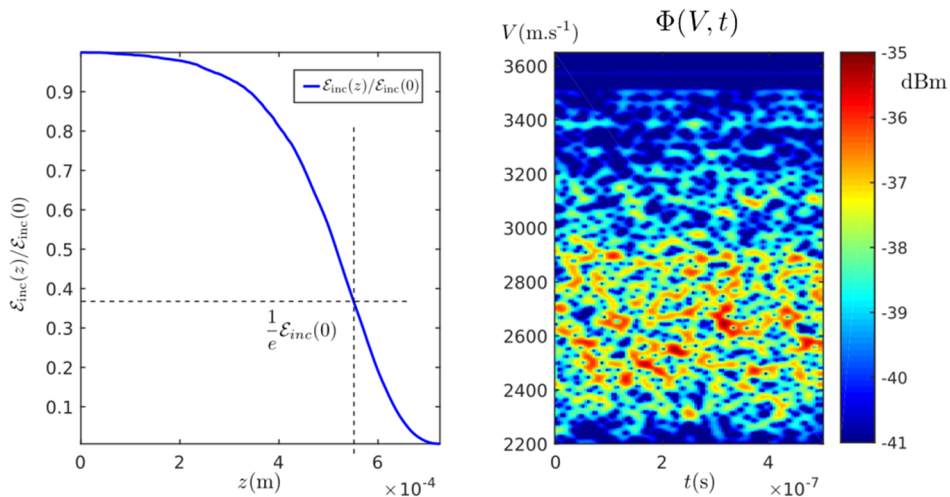 0.9
0.8
0.7
0.6
0.5
0.4
0.3
0.2
0.1
ℰinc(z)/ℰinc(0)
ℰinc(z)/ℰinc(0)
1/e ℰinc(0)
0 2 4 6
z(m) ×10⁻⁴
Φ(V, t)
V(m.s⁻¹)
3600
3400
3200
3000
2800
2600
2400
2200
0 2 4
t(s) ×10⁻⁷
-35
dBm
-36
-37
-38
-39
-40
-41